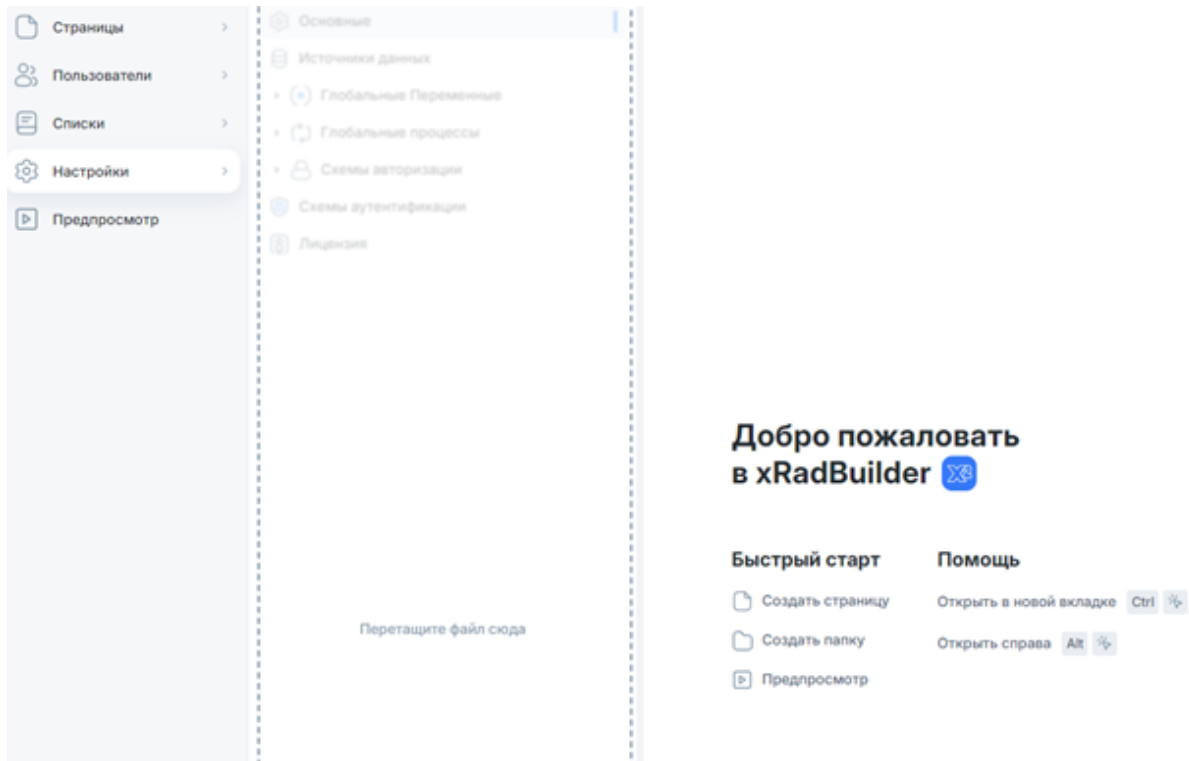 Страницы
Пользователи
Списки
Настройки
Предпросмотр
Основные
Источники данных
Глобальные Переменные
Глобальные процессы
Схемы авторизации
Схемы аутентификации
Лицензия
Перетащите файл сюда
Добро пожаловать
в xRadBuilder
Быстрый старт
Создать страницу
Создать папку
Предпросмотр
Помощь
Открыть в новой вкладке Ctrl
Открыть справа Alt